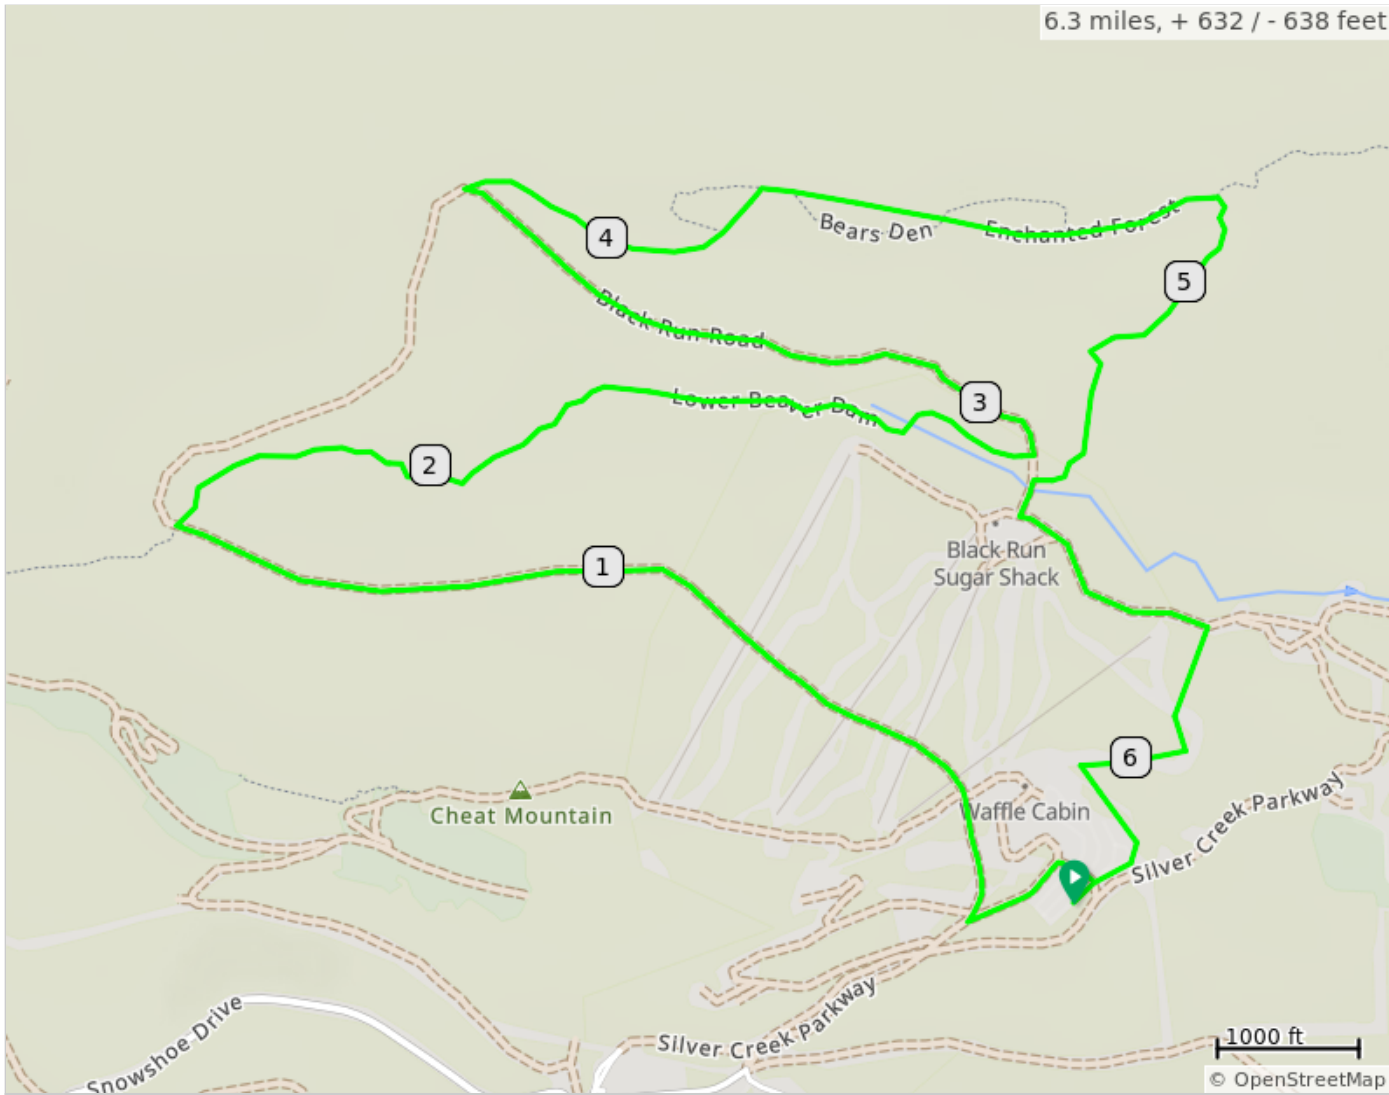 6.3 miles, + 632 / - 638 feet
4
Bears Den
Enchanted Forest
5
Black Run Road
3
Lower Beaver Dam
2
1
Black Run
Sugar Shack
6
Cheat Mountain
Waffle Cabin
Silver Creek Parkway
Snowshoe Drive
Silver Creek Parkway
1000 ft
© OpenStreetMap